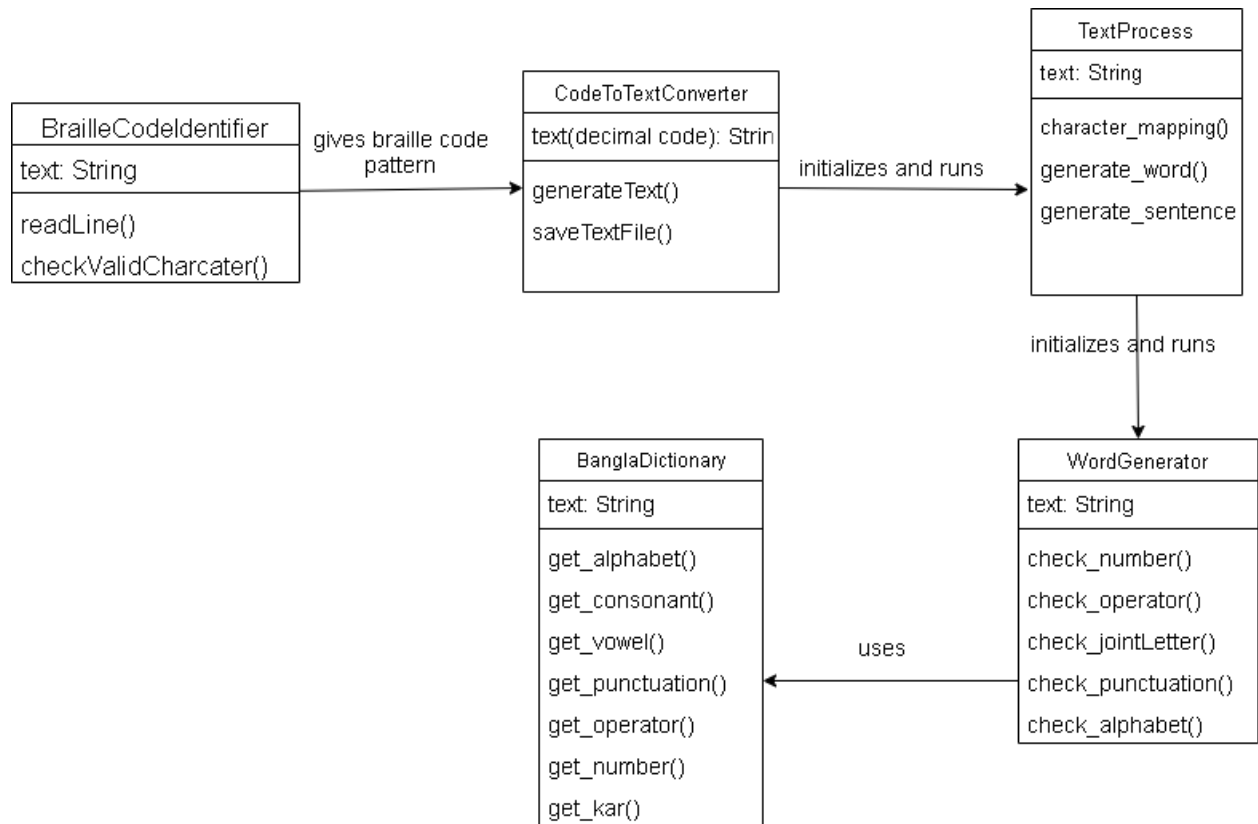 BrailleCodeIdentifier
text: String
readLine()
checkValidCharcater()
gives braille code
pattern
CodeToTextConverter
text(decimal code): Strin
generateText()
saveTextFile()
initializes and runs
TextProcess
text: String
character_mapping()
generate_word()
generate_sentence
initializes and runs
WordGenerator
text: String
check_number()
check_operator()
check_jointLetter()
check_punctuation()
check_alphabet()
uses
BanglaDictionary
text: String
get_alphabet()
get_consonant()
get_vowel()
get_punctuation()
get_operator()
get_number()
get_kar()